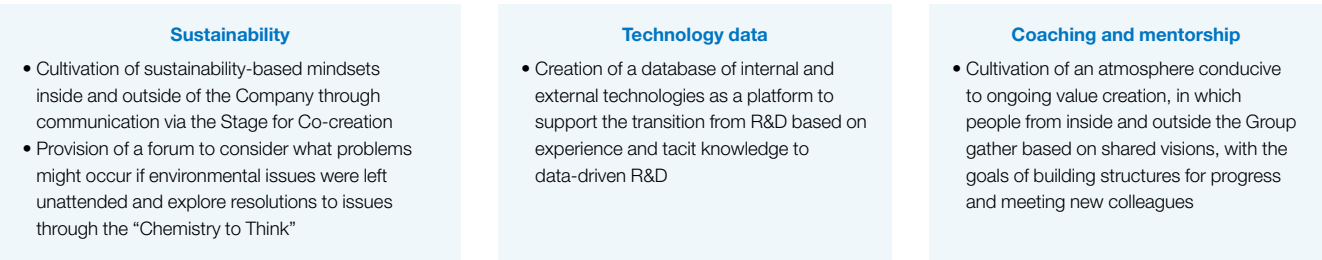 Sustainability
• Cultivation of sustainability-based mindsets
inside and outside of the Company through
communication via the Stage for Co-creation
• Provision of a forum to consider what problems
might occur if environmental issues were left
unattended and explore resolutions to issues
through the “Chemistry to Think”
Technology data
• Creation of a database of internal and
external technologies as a platform to
support the transition from R&D based on
experience and tacit knowledge to
data-driven R&D
Coaching and mentorship
• Cultivation of an atmosphere conducive
to ongoing value creation, in which
people from inside and outside the Group
gather based on shared visions, with the
goals of building structures for progress
and meeting new colleagues